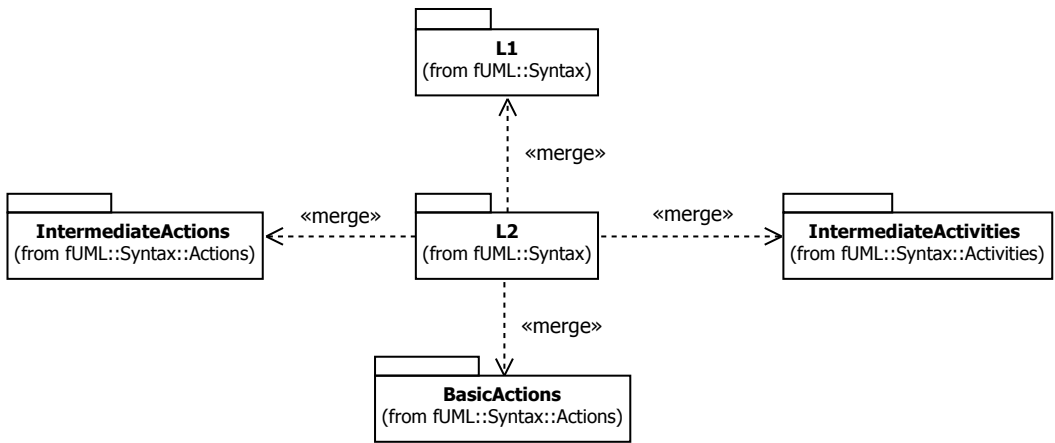 L1
(from fUML::Syntax)
«merge»
«merge»
«merge»
IntermediateActions
(from fUML::Syntax::Actions)
L2
(from fUML::Syntax)
IntermediateActivities
(from fUML::Syntax::Activities)
«merge»
BasicActions
(from fUML::Syntax::Actions)